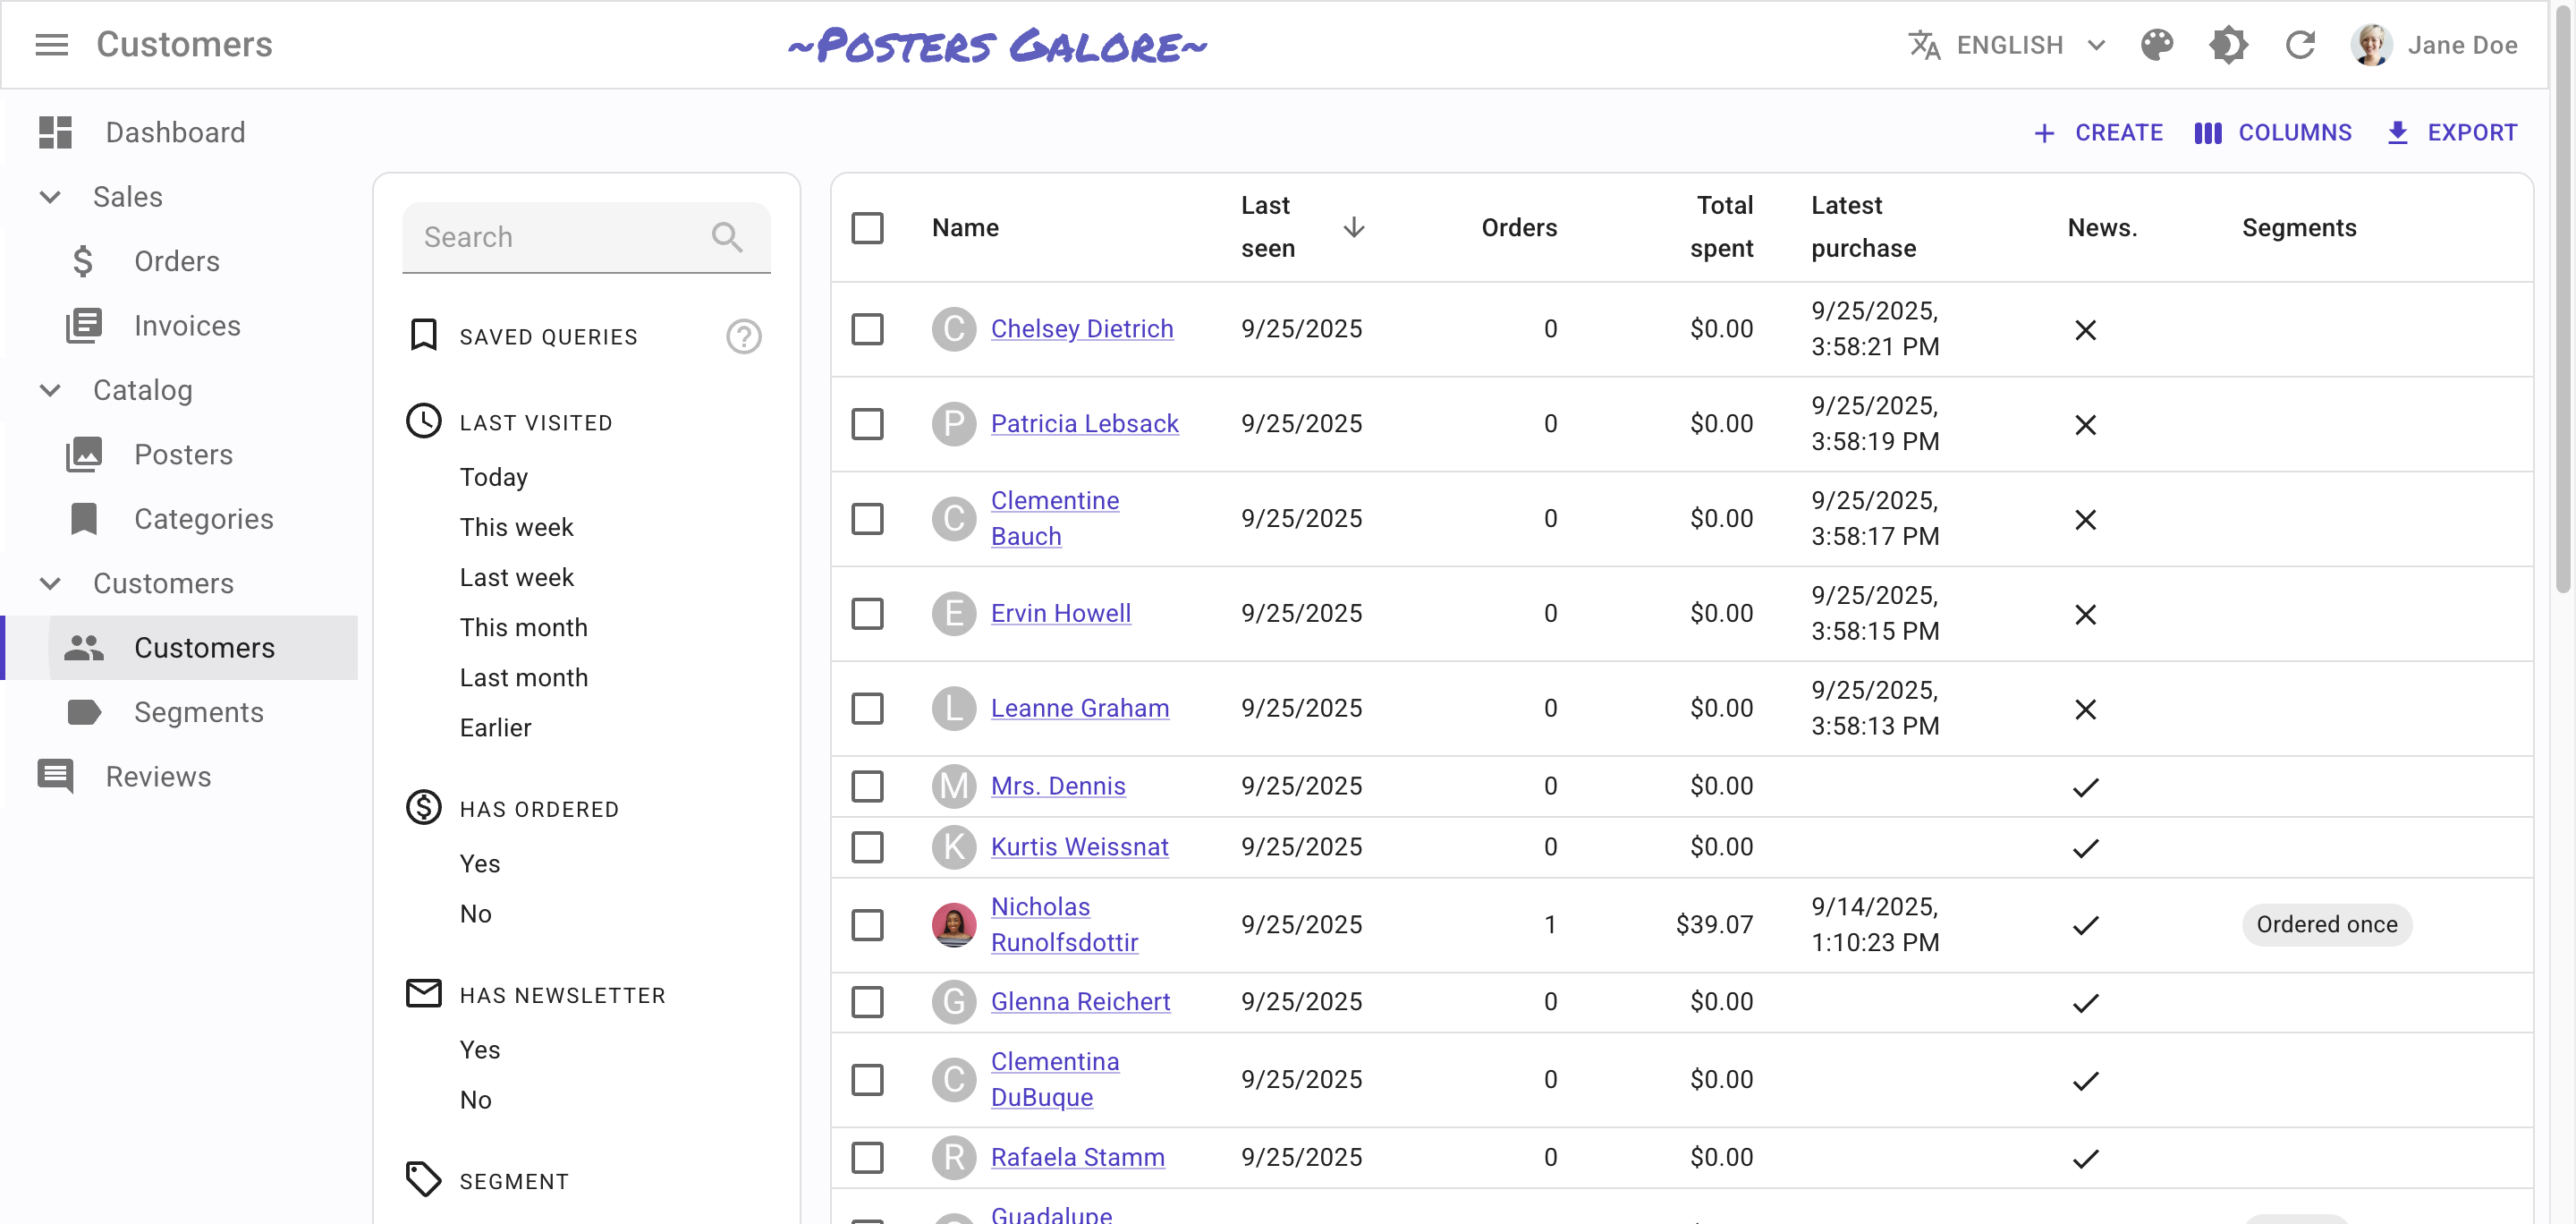 Customers
~Posters Galore~
ENGLISH
Jane Doe
Dashboard
Sales
Orders
Invoices
Catalog
Posters
Categories
Customers
Customers
Segments
Reviews
CREATE
COLUMNS
EXPORT
Search
SAVED QUERIES
?
LAST VISITED
Today
This week
Last week
This month
Last month
Earlier
HAS ORDERED
Yes
No
HAS NEWSLETTER
Yes
No
SEGMENT
Name
Last
seen
Orders
Total
spent
Latest
purchase
News.
Segments
C Chelsey Dietrich 9/25/2025 0 $0.00 9/25/2025,
3:58:21 PM
P Patricia Lebsack 9/25/2025 0 $0.00 9/25/2025,
3:58:19 PM
C Clementine
Bauch 9/25/2025 0 $0.00 9/25/2025,
3:58:17 PM
E Ervin Howell 9/25/2025 0 $0.00 9/25/2025,
3:58:15 PM
L Leanne Graham 9/25/2025 0 $0.00 9/25/2025,
3:58:13 PM
M Mrs. Dennis 9/25/2025 0 $0.00
K Kurtis Weissnat 9/25/2025 0 $0.00
Nicholas
Runolfsdottir 9/25/2025 1 $39.07 9/14/2025,
1:10:23 PM Ordered once
G Glenna Reichert 9/25/2025 0 $0.00
C Clementina
DuBuque 9/25/2025 0 $0.00
R Rafaela Stamm 9/25/2025 0 $0.00
Guadalupe